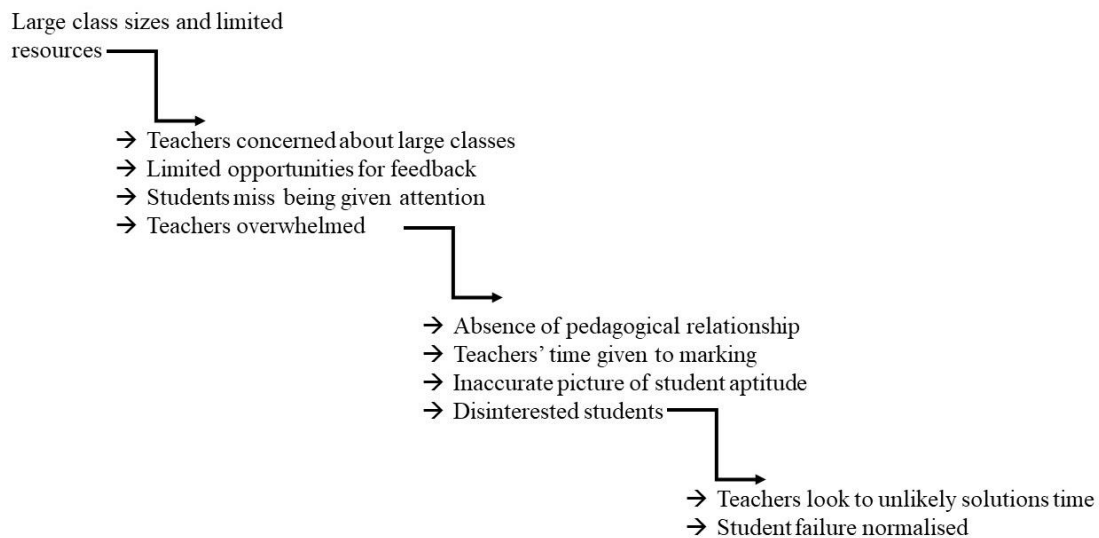 Large class sizes and limited
resources
→ Teachers concerned about large classes
→ Limited opportunities for feedback
→ Students miss being given attention
→ Teachers overwhelmed
→ Absence of pedagogical relationship
→ Teachers’ time given to marking
→ Inaccurate picture of student aptitude
→ Disinterested students
→ Teachers look to unlikely solutions time
→ Student failure normalised